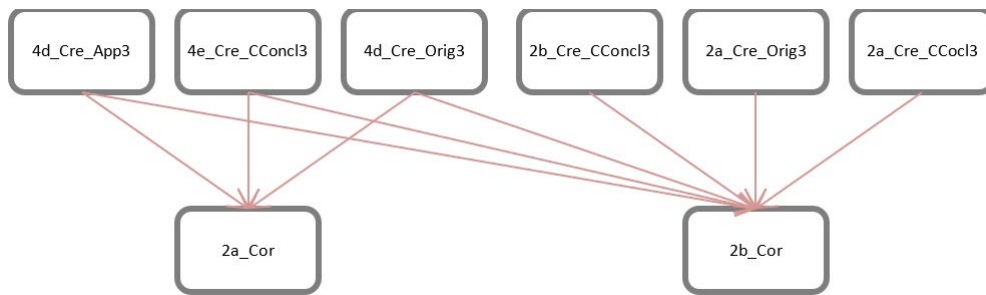 4d_Cre_App3
4e_Cre_CConcl3
4d_Cre_Orig3
2b_Cre_CConcl3
2a_Cre_Orig3
2a_Cre_CCocl3
2a_Cor
2b_Cor